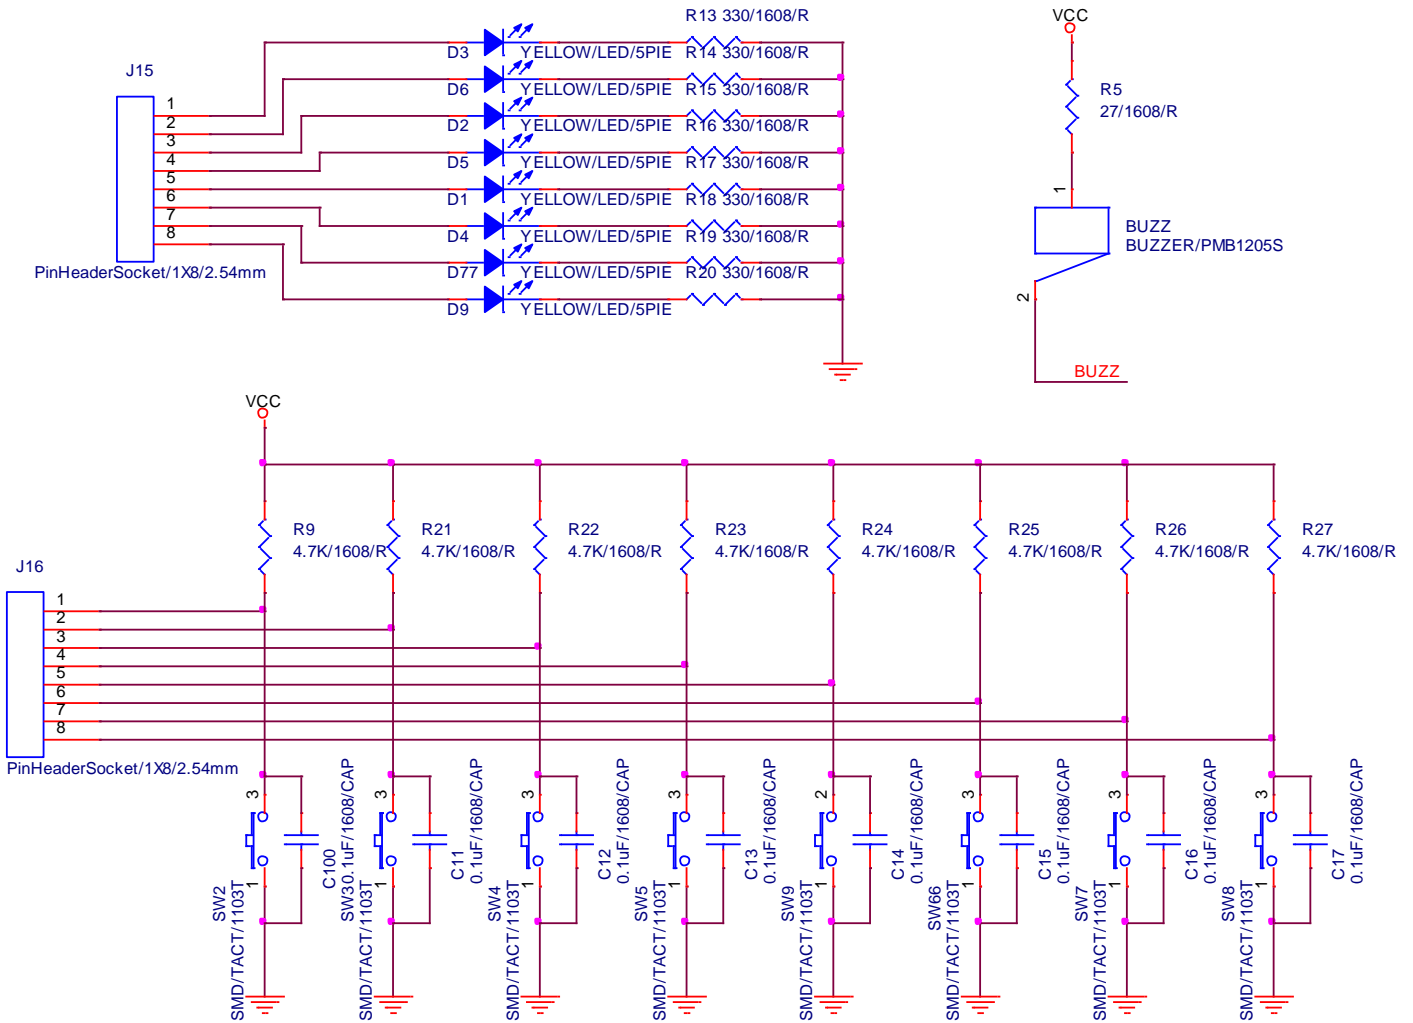 R13 330/1608/R
D3 YELLOW/LED/5PIE R14 330/1608/R
D6 YELLOW/LED/5PIE R15 330/1608/R
D2 YELLOW/LED/5PIE R16 330/1608/R
D5 YELLOW/LED/5PIE R17 330/1608/R
D1 YELLOW/LED/5PIE R18 330/1608/R
D4 YELLOW/LED/5PIE R19 330/1608/R
D77 YELLOW/LED/5PIE R20 330/1608/R
D9 YELLOW/LED/5PIE
J15
1
2
3
4
5
6
7
8
PinHeaderSocket/1X8/2.54mm
VCC
R5
27/1608/R
1
BUZZ
BUZZER/PMB1205S
2
BUZZ
VCC
R9 R21 R22 R23 R24 R25 R26 R27
4.7K/1608/R 4.7K/1608/R 4.7K/1608/R 4.7K/1608/R 4.7K/1608/R 4.7K/1608/R 4.7K/1608/R 4.7K/1608/R
J16
1
2
3
4
5
6
7
8
PinHeaderSocket/1X8/2.54mm
3 3 3 3 2 3 3 3
1 1 1 1 1 1 1 1
SW2
SMD/TACT/1103T
C100
0.1uF/1608/CAP
SW3
SMD/TACT/1103T
C11
0.1uF/1608/CAP
SW4
SMD/TACT/1103T
C12
0.1uF/1608/CAP
SW5
SMD/TACT/1103T
C13
0.1uF/1608/CAP
SW9
SMD/TACT/1103T
C14
0.1uF/1608/CAP
SW66
SMD/TACT/1103T
C15
0.1uF/1608/CAP
SW7
SMD/TACT/1103T
C16
0.1uF/1608/CAP
SW8
SMD/TACT/1103T
C17
0.1uF/1608/CAP